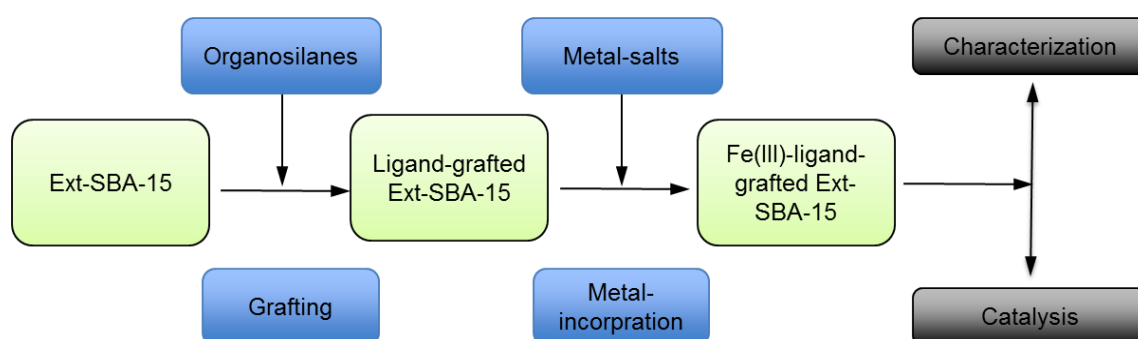 Organosilanes
Metal-salts
Characterization
Ext-SBA-15
Ligand-grafted
Ext-SBA-15
Fe(III)-ligand-
grafted Ext-
SBA-15
Grafting
Metal-
incorpration
Catalysis